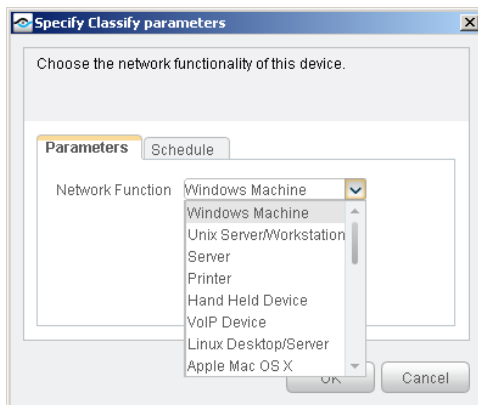 Specify Classify parameters
Choose the network functionality of this device.
Parameters Schedule
Network Function Windows Machine
Windows Machine
Unix Server/Workstation
Server
Printer
Hand Held Device
VoIP Device
Linux Desktop/Server
Apple Mac OS X
OK Cancel